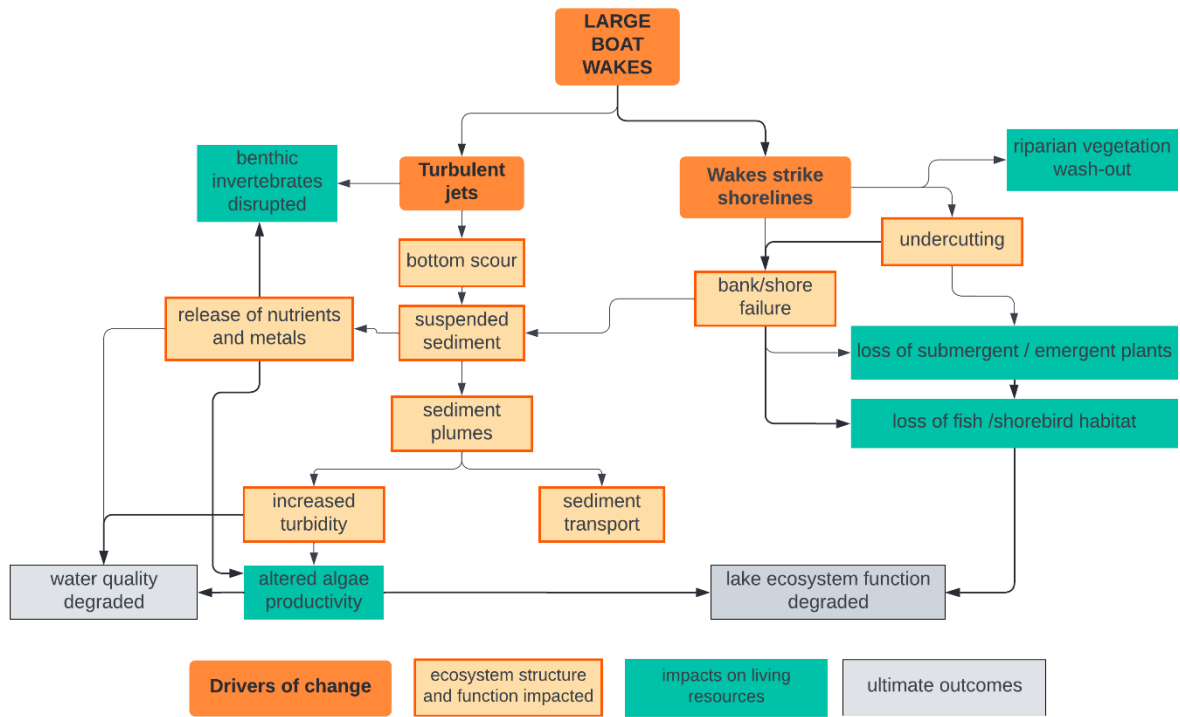 LARGE
BOAT
WAKES
benthic
invertebrates
disrupted
Turbulent
jets
Wakes strike
shorelines
riparian vegetation
wash-out
undercutting
bottom scour
bank/shore
failure
release of nutrients
and metals
suspended
sediment
loss of submergent / emergent plants
sediment
plumes
loss of fish /shorebird habitat
increased
turbidity
sediment
transport
water quality
degraded
altered algae
productivity
lake ecosystem function
degraded
Drivers of change
ecosystem structure
and function impacted
impacts on living
resources
ultimate outcomes